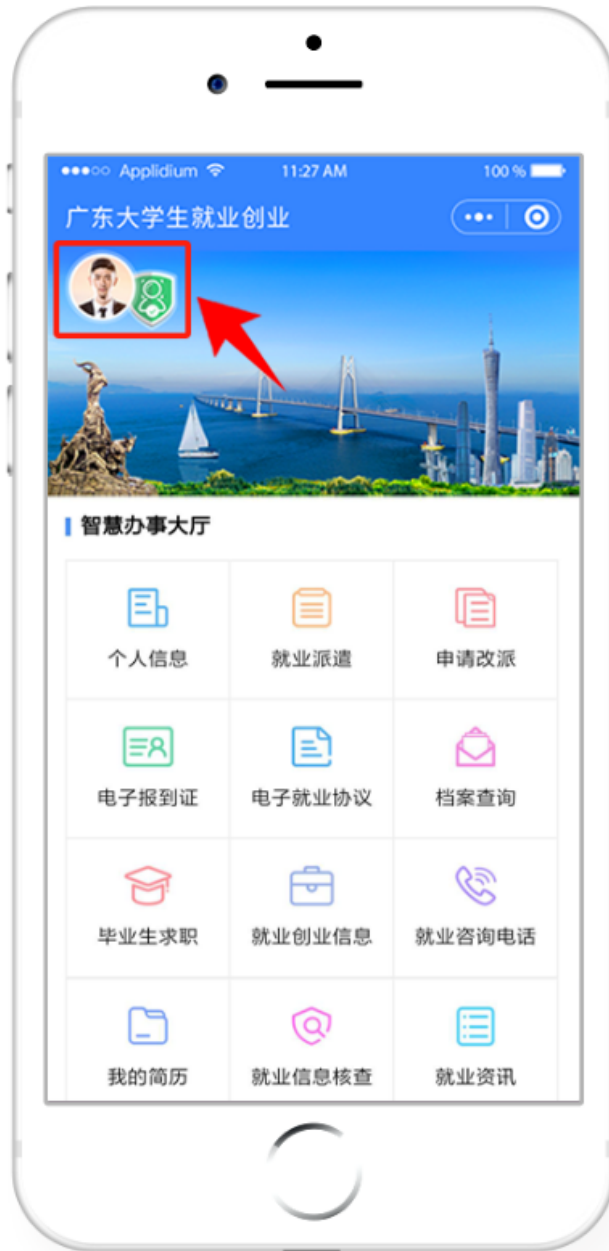 ●●●○○ Applidium 11:27 AM 100 %
广东大学生就业创业
智慧办事大厅
个人信息 就业派遣 申请改派
电子报到证 电子就业协议 档案查询
毕业生求职 就业创业信息 就业咨询电话
我的简历 就业信息核查 就业资讯